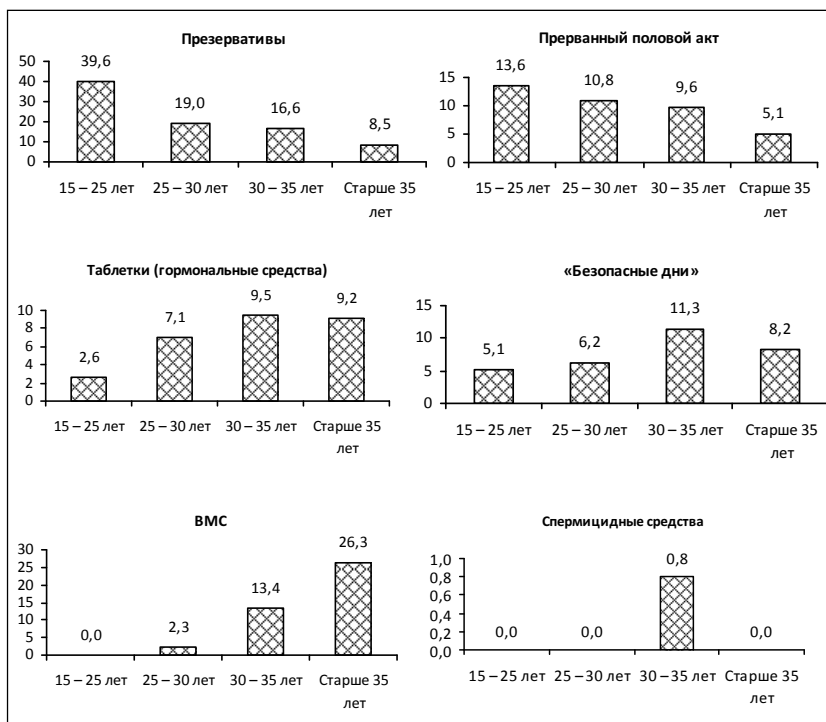 Презервативы
50
40
30
20
10
0
39,6
19,0
16,6
8,5
15 – 25 лет
25 – 30 лет
30 – 35 лет
Старше 35
лет
Прерванный половой акт
15
10
5
0
13,6
10,8
9,6
5,1
15 – 25 лет
25 – 30 лет
30 – 35 лет
Старше 35
лет
Таблетки (гормональные средства)
10
8
6
4
2
0
2,6
7,1
9,5
9,2
15 – 25 лет
25 – 30 лет
30 – 35 лет
Старше 35
лет
«Безопасные дни»
15
10
5
0
5,1
6,2
11,3
8,2
15 – 25 лет
25 – 30 лет
30 – 35 лет
Старше 35
лет
ВМС
30
25
20
15
10
5
0
0,0
2,3
13,4
26,3
15 – 25 лет
25 – 30 лет
30 – 35 лет
Старше 35
лет
Спермицидные средства
1,0
0,8
0,6
0,4
0,2
0,0
0,0
0,0
0,8
0,0
15 – 25 лет
25 – 30 лет
30 – 35 лет
Старше 35
лет